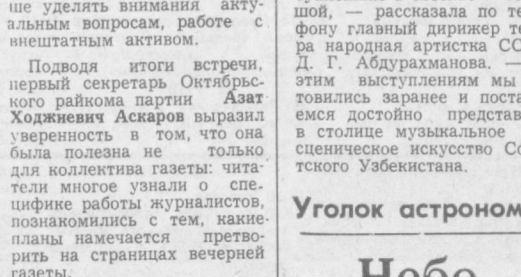 ше уделять внимания акту-
альным вопросам, работе с
внештатным активом.
Подводя итоги встречи,
первый секретарь Октябрьс-
кого райкома партии Азат
Ходжиевич Аскаров выразил
уверенность в том, что она
была полезна не только
для коллектива газеты: чита-
тели многое узнали о спе-
цифике работы журналистов,
познакомились с тем, какие-
планы намечается претво-
рить на страницах вечерней
газеты.
шой, — рассказала по те
фону главный дирижер те
ра народная артистка СС
Д. Г. Абдурахманова. —
этим выступлениям мы
товились заранее и поста
емся достойно представ
в столице музыкальное
сценическое искусство Со
тского Узбекистана.
Уголок астроном
Небо